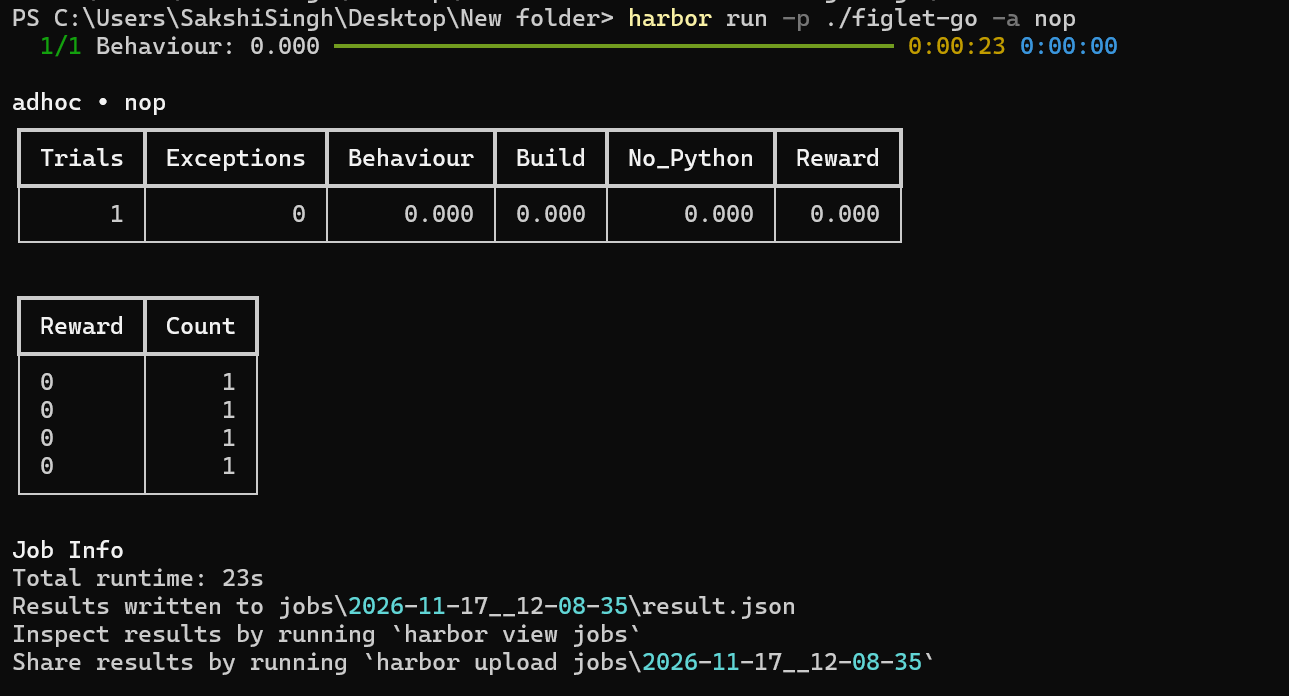 PS C:\Users\SakshiSingh\Desktop\New folder> harbor run -p ./figlet-go -a nop
1/1 Behaviour: 0.000 0:00:23 0:00:00
adhoc • nop
Trials Exceptions Behaviour Build No_Python Reward
1 0 0.000 0.000 0.000 0.000
Reward Count
0 1
0 1
0 1
0 1
Job Info
Total runtime: 23s
Results written to jobs\2026-11-17__12-08-35\result.json
Inspect results by running `harbor view jobs`
Share results by running `harbor upload jobs\2026-11-17__12-08-35`